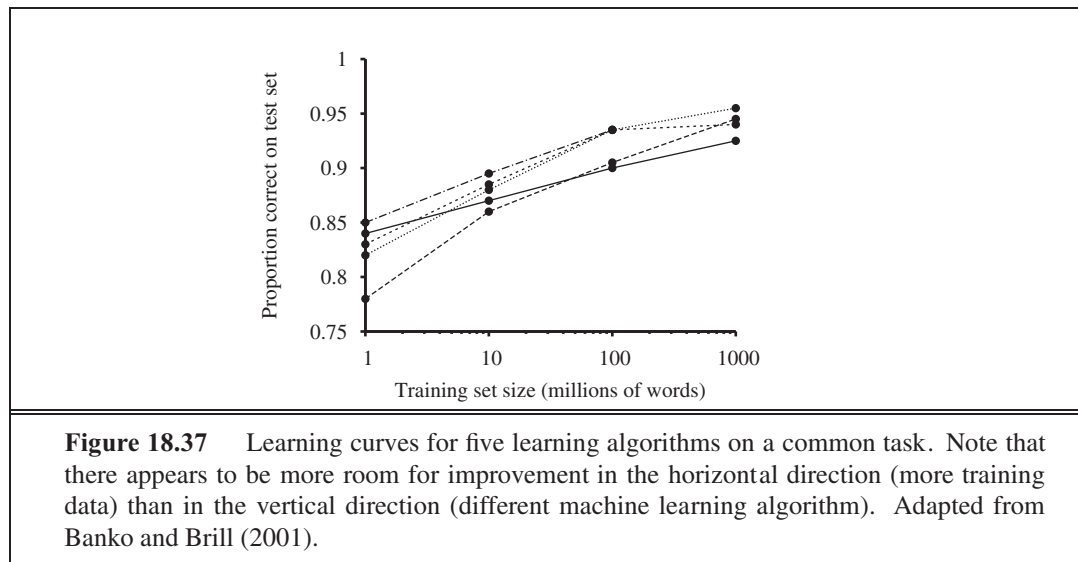 1
0.95
0.9
0.85
0.8
0.75
Proportion correct on test set
1 10 100 1000
Training set size (millions of words)
Figure 18.37 Learning curves for five learning algorithms on a common task. Note that
there appears to be more room for improvement in the horizontal direction (more training
data) than in the vertical direction (different machine learning algorithm). Adapted from
Banko and Brill (2001).